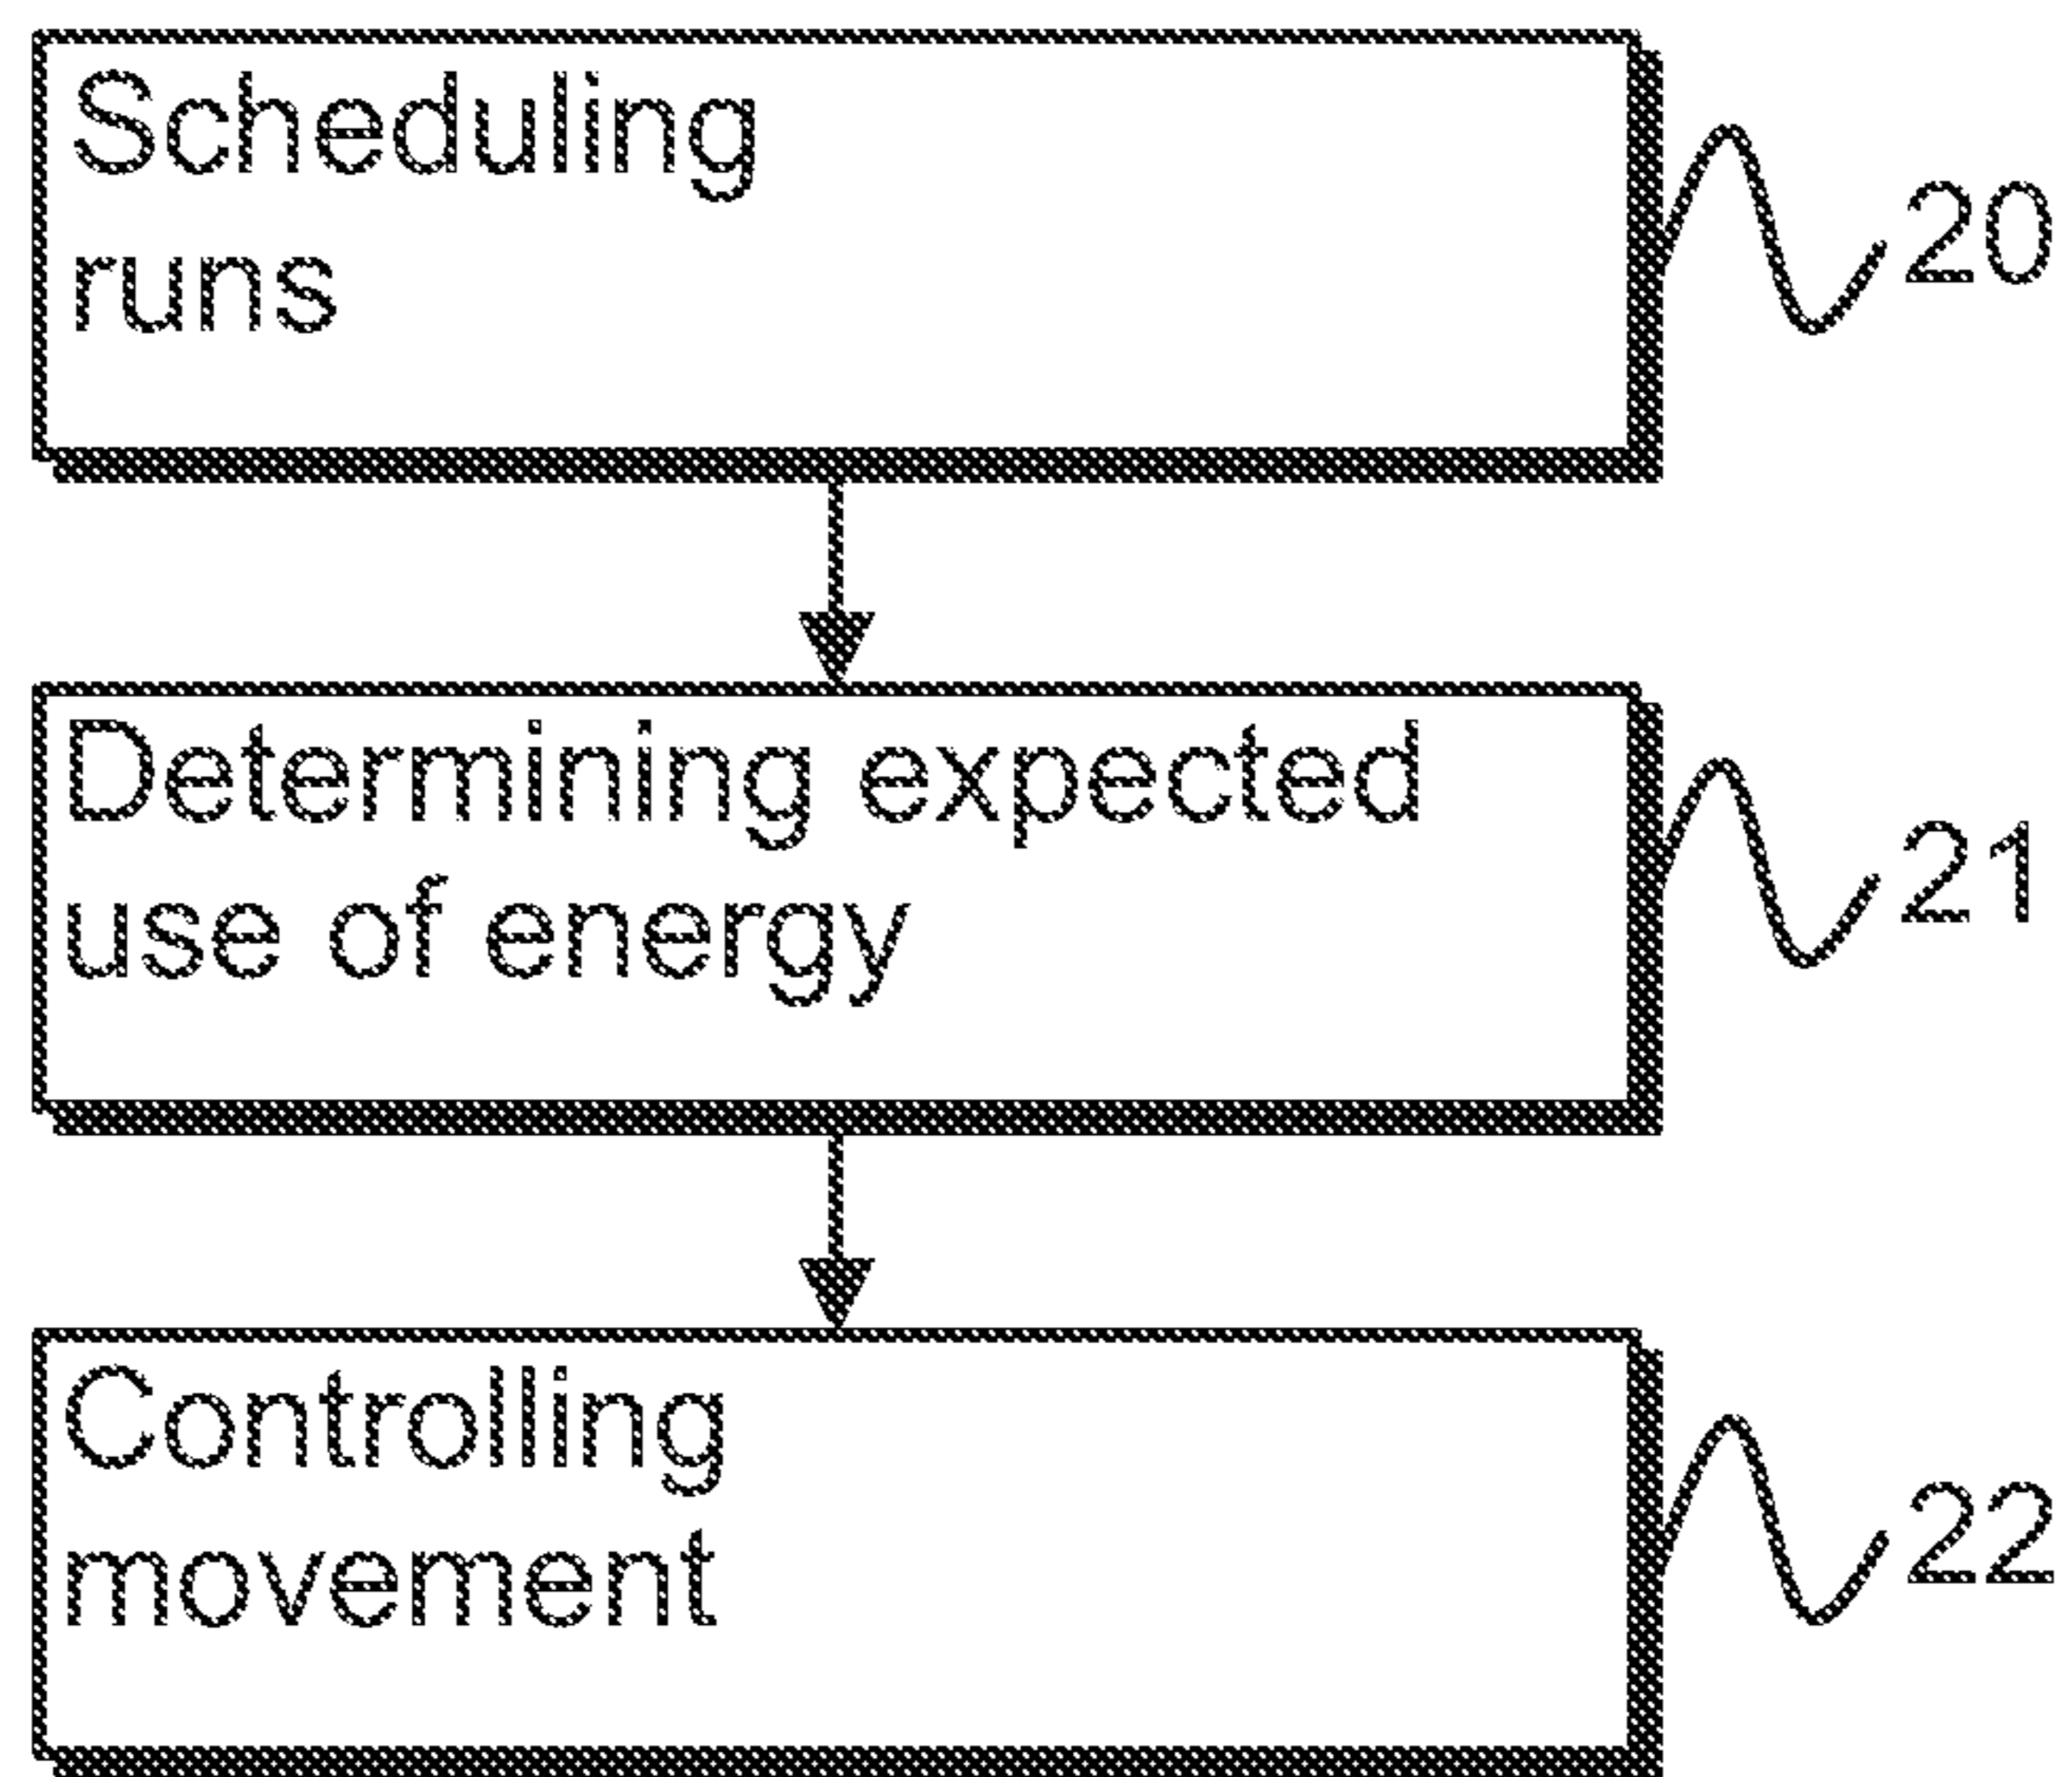 Scheduling
runs
20
Determining expected
use of energy
21
Controlling
movement
22